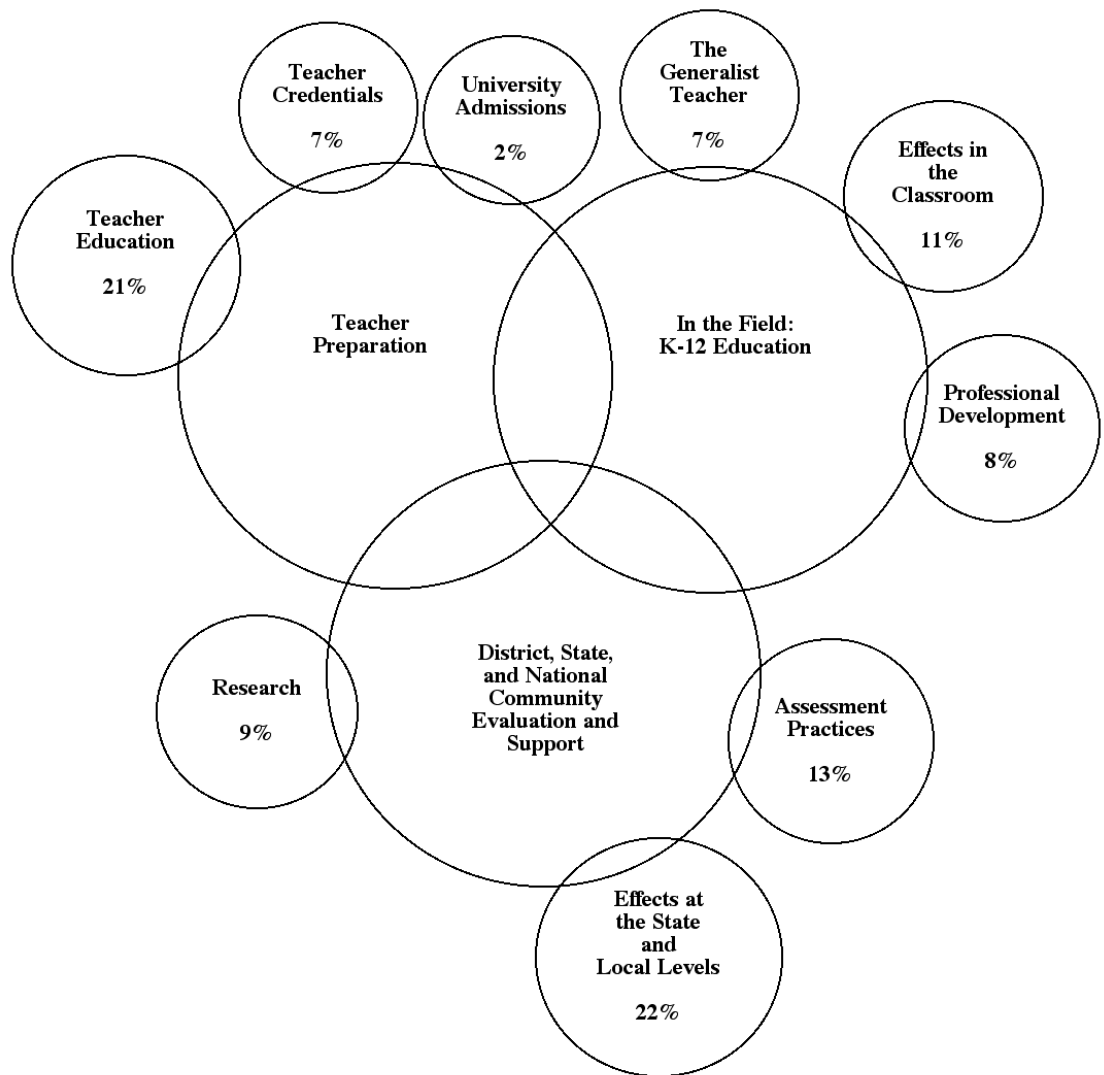 Teacher
Credentials
7%
University
Admissions
2%
The
Generalist
Teacher
7%
Effects in
the
Classroom
11%
Teacher
Education
21%
Teacher
Preparation
In the Field:
K-12 Education
Professional
Development
8%
Research
9%
District, State,
and National
Community
Evaluation and
Support
Assessment
Practices
13%
Effects at
the State
and
Local Levels
22%